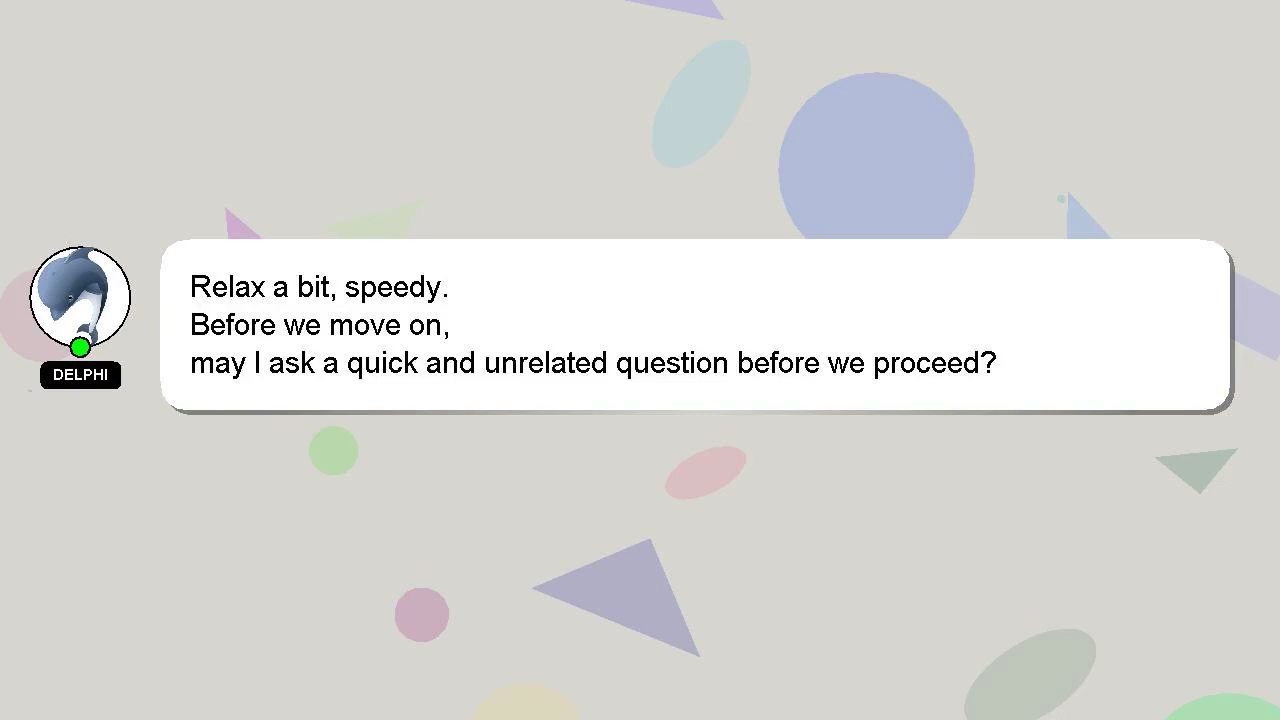 Relax a bit, speedy.
Before we move on,
may I ask a quick and unrelated question before we proceed?
DELPHI